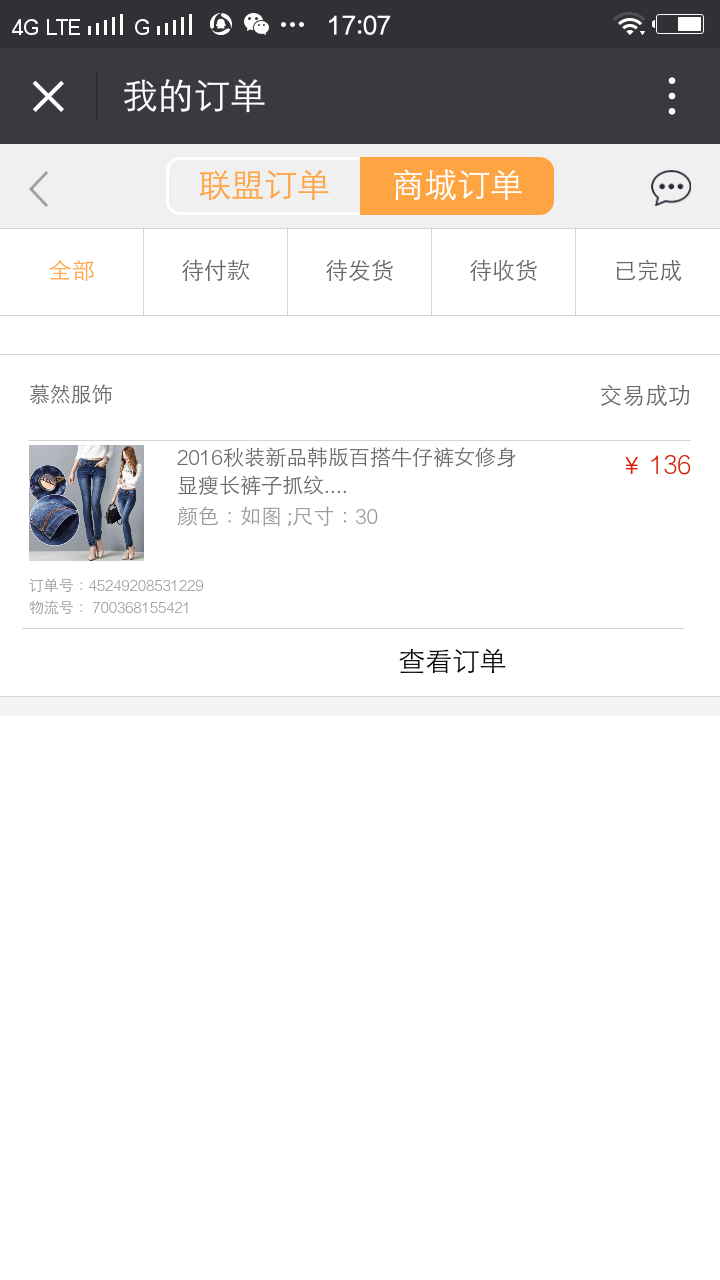 4G LTE G 17:07
我的订单
联盟订单 商城订单
全部 待付款 待发货 待收货 已完成
慕然服饰 交易成功
2016秋装新品韩版百搭牛仔裤女修身 ¥ 136
显瘦长裤子抓纹....
颜色：如图 ;尺寸：30
订单号：45249208531229
物流号： 700368155421
查看订单